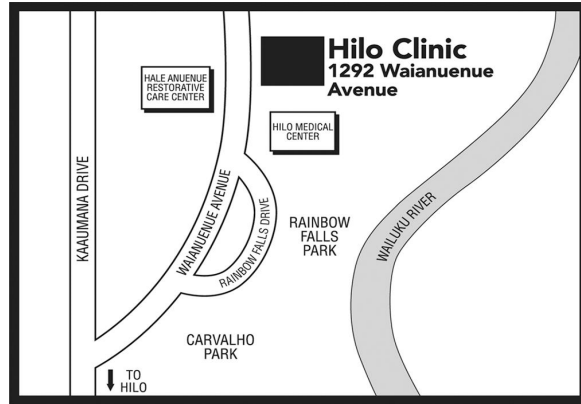 Hilo Clinic
1292 Waianuenue
Avenue
HALE ANUENUE
RESTORATIVE
CARE CENTER
HILO MEDICAL
CENTER
KAAUMANA DRIVE
WAIANUENUE AVENUE
RAINBOW FALLS DRIVE
RAINBOW
FALLS
PARK
WAILUKU RIVER
CARVALHO
PARK
TO
HILO